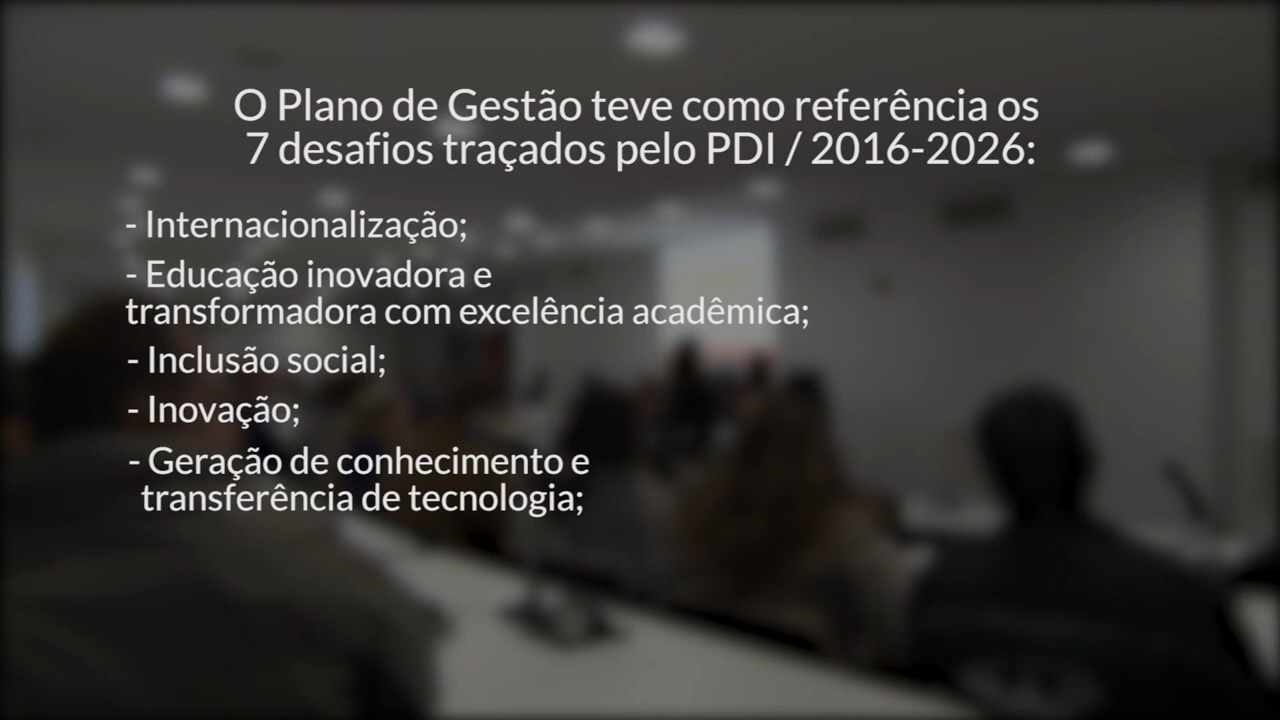 O Plano de Gestão teve como referência os
7 desafios traçados pelo PDI / 2016-2026:
- Internacionalização;
- Educação inovadora e
transformadora com excelência acadêmica;
- Inclusão social;
- Inovação;
- Geração de conhecimento e
transferência de tecnologia;